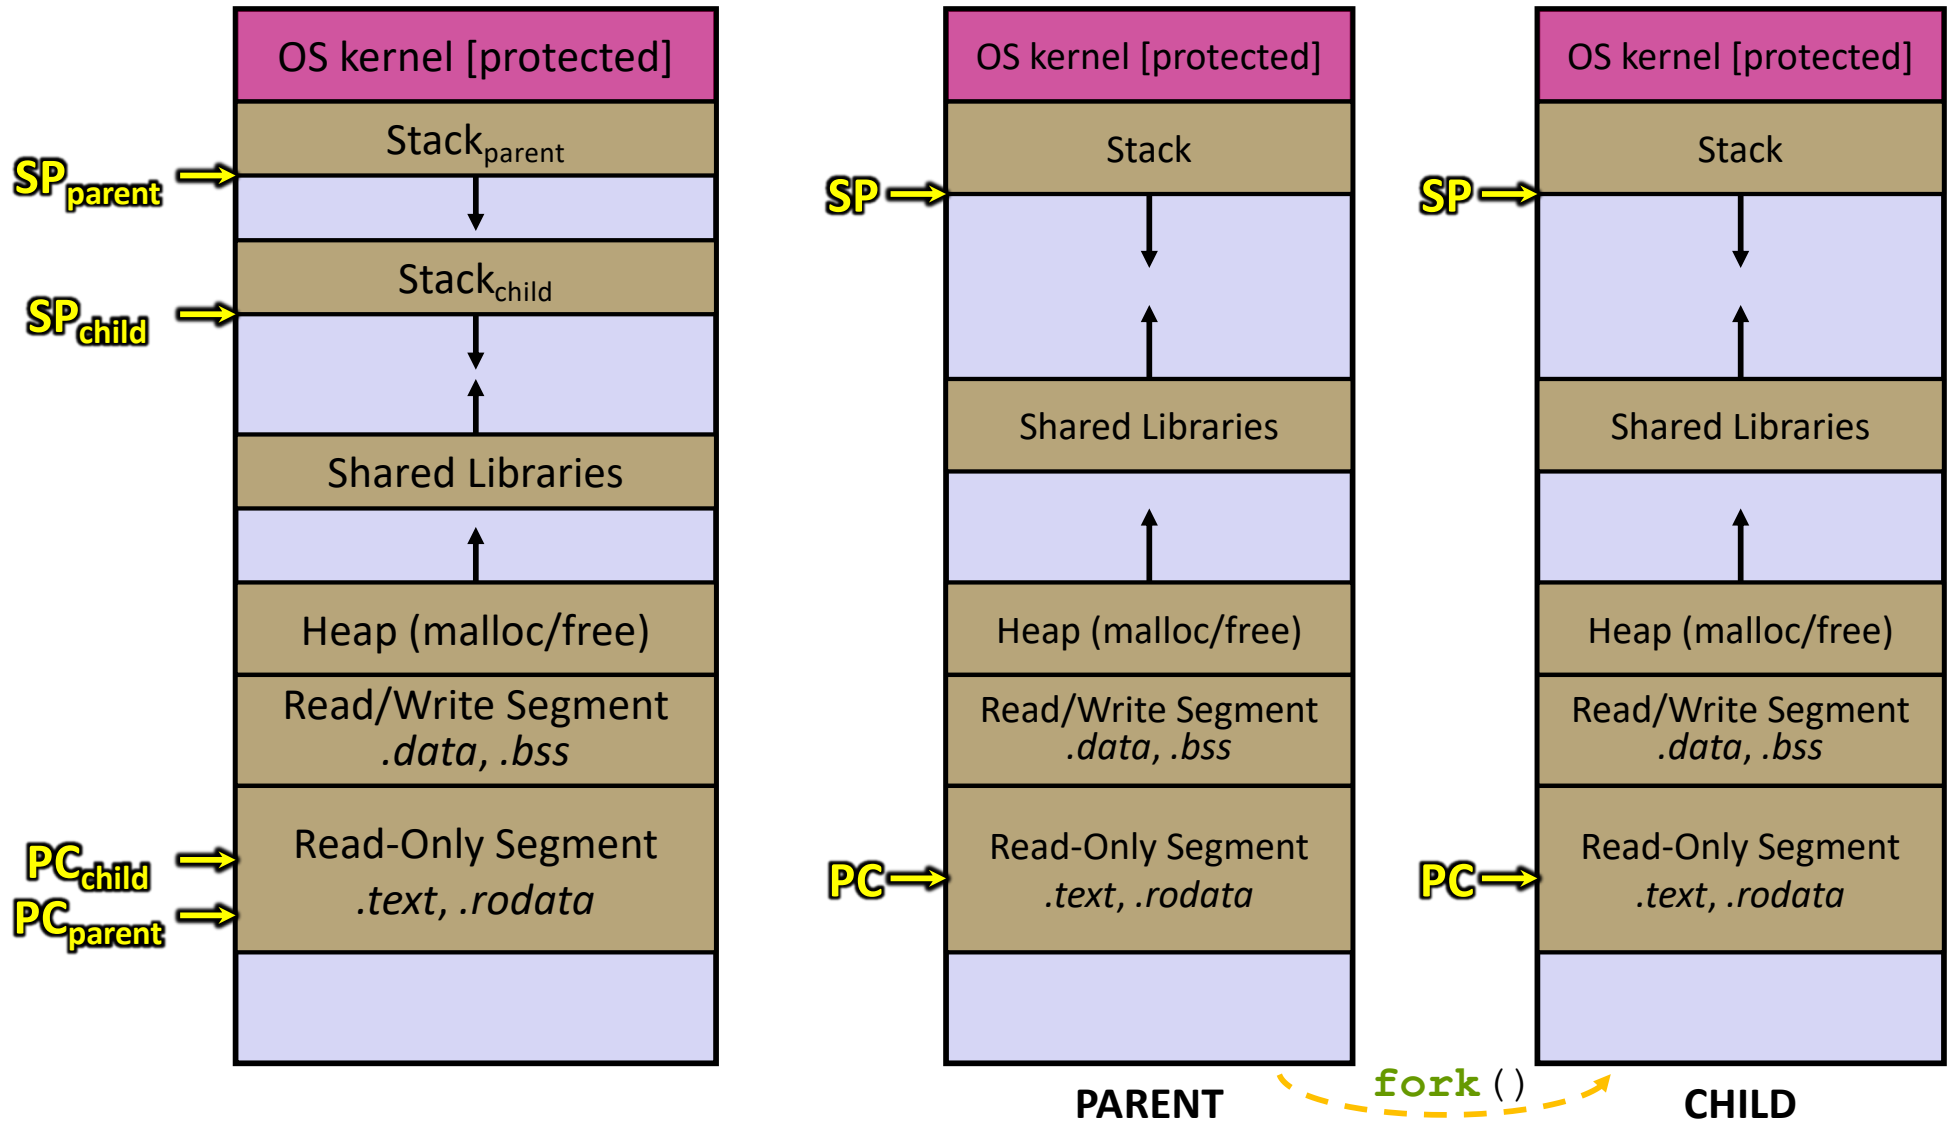 OS kernel [protected]
Stackparent
SPparent
Stackchild
SPchild
Shared Libraries
Heap (malloc/free)
Read/Write Segment
.data, .bss
Read-Only Segment
.text, .rodata
PCchild
PCparent
OS kernel [protected]
Stack
SP
Shared Libraries
Heap (malloc/free)
Read/Write Segment
.data, .bss
Read-Only Segment
.text, .rodata
PC
PARENT
fork()
OS kernel [protected]
Stack
SP
Shared Libraries
Heap (malloc/free)
Read/Write Segment
.data, .bss
Read-Only Segment
.text, .rodata
PC
CHILD